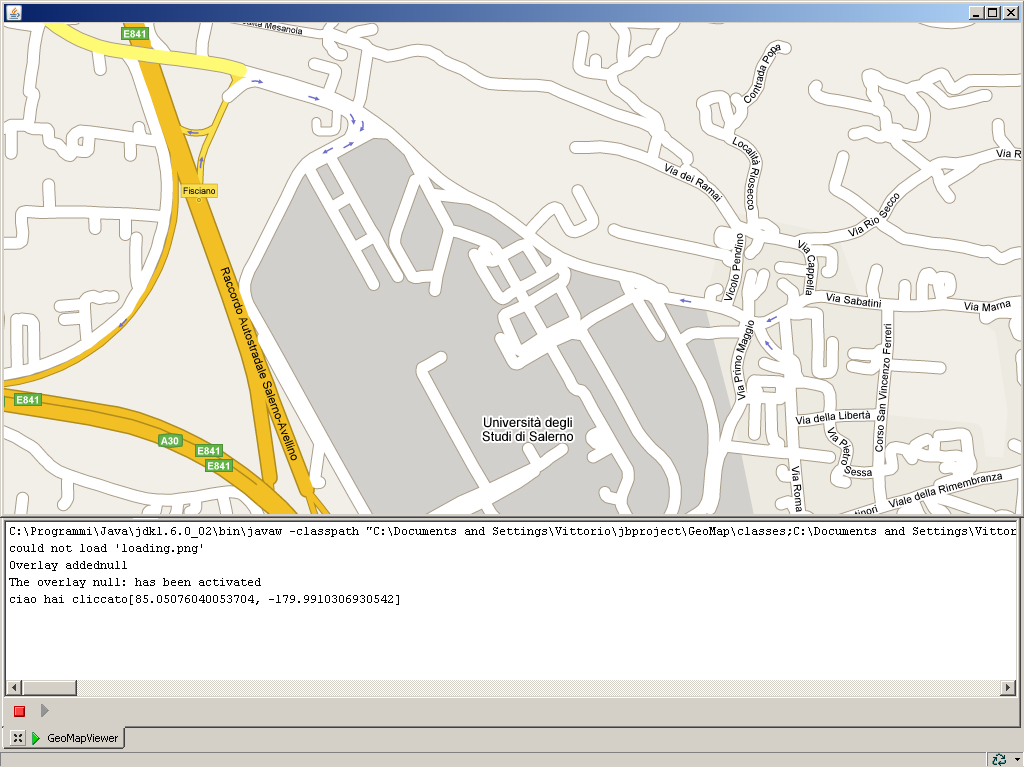 E841
Mesanola
Contrada Popa
Località Riosecco
Via R
Via dei Ramai
Fisciano
Via Rio Secco
Vicolo Pendino
Via Cappella
Raccordo Autostradale Salerno-Avellino
Via Sabatini
Via Marna
Via Primo Maggio
Corso San Vincenzo Ferreri
E841
Via della Libertà
Università degli
Studi di Salerno
A30
E841
E841
Via Pietro Sessa
Via Roma
Viale della Rimembranza
C:\Programmi\Java\jdk1.6.0_02\bin\javaw -classpath "C:\Documents and Settings\Vittorio\jbproject\GeoMap\classes;C:\Documents and Settings\Vittor
could not load 'loading.png'
Overlay addednull
The overlay null: has been activated
ciao hai cliccato[85.05076040053704, -179.9910306930542]
GeoMapViewer